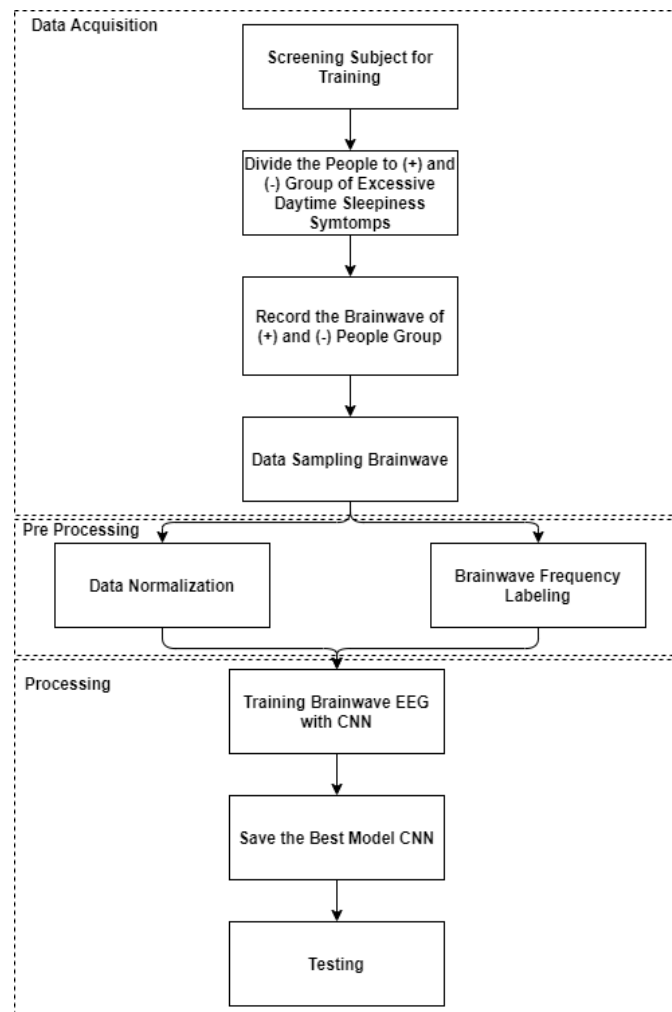 Data Acquisition
Screening Subject for
Training
Divide the People to (+) and
(-) Group of Excessive
Daytime Sleepiness
Symtomps
Record the Brainwave of
(+) and (-) People Group
Data Sampling Brainwave
Pre Processing
Data Normalization
Brainwave Frequency
Labeling
Processing
Training Brainwave EEG
with CNN
Save the Best Model CNN
Testing